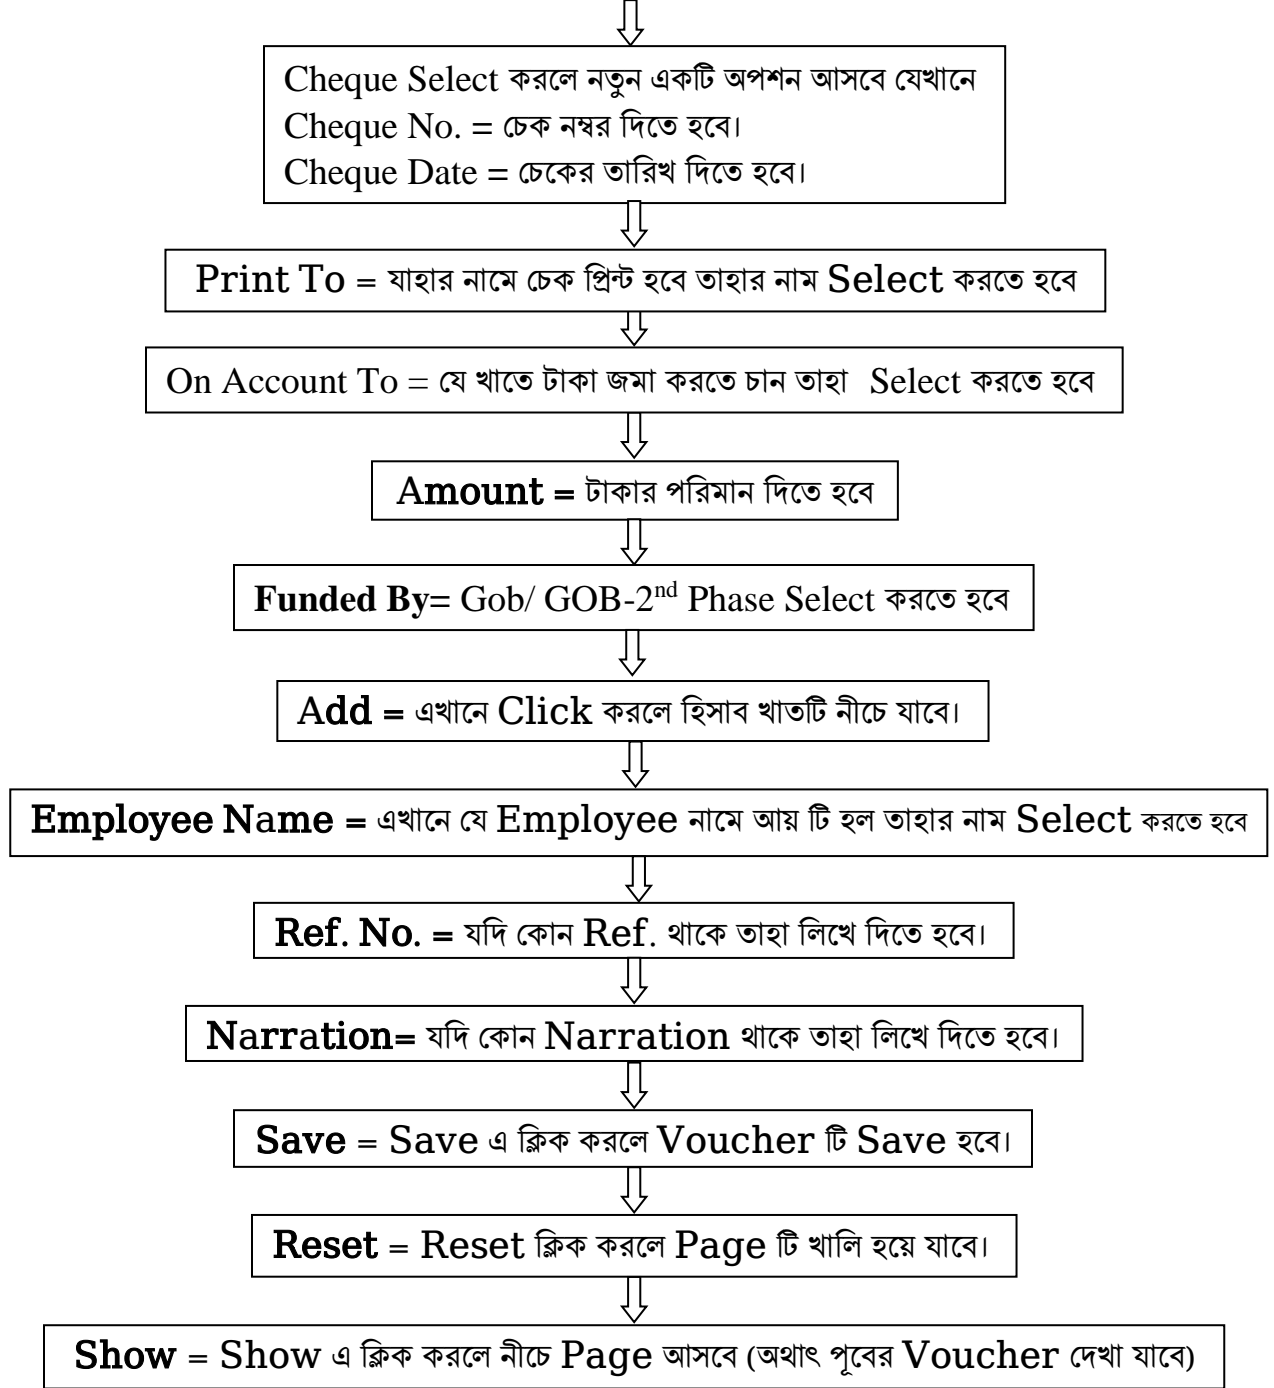 Cheque Select করলে নতুন একটি অপশন আসবে যেখানে
Cheque No. = চেক নম্বর দিতে হবে।
Cheque Date = চেকের তারিখ দিতে হবে।
Print To = যাহার নামে চেক প্রিন্ট হবে তাহার নাম Select করতে হবে
On Account To = যে খাতে টাকা জমা করতে চান তাহা Select করতে হবে
Amount = টাকার পরিমান দিতে হবে
Funded By= Gob/ GOB-2nd Phase Select করতে হবে
Add = এখানে Click করলে হিসাব খাতটি নীচে যাবে।
Employee Name = এখানে যে Employee নামে আয় টি হল তাহার নাম Select করতে হবে
Ref. No. = যদি কোন Ref. থাকে তাহা লিখে দিতে হবে।
Narration= যদি কোন Narration থাকে তাহা লিখে দিতে হবে।
Save = Save এ ক্লিক করলে Voucher টি Save হবে।
Reset = Reset ক্লিক করলে Page টি খালি হয়ে যাবে।
Show = Show এ ক্লিক করলে নীচে Page আসবে (অথাৎ পূবের Voucher দেখা যাবে)